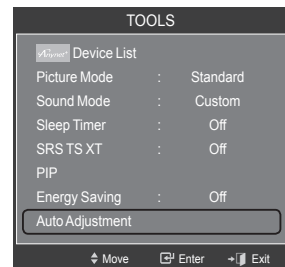 TOOLS
Anynet+ Device List
Picture Mode : Standard
Sound Mode : Custom
Sleep Timer : Off
SRS TS XT : Off
PIP
Energy Saving : Off
Auto Adjustment
Move Enter Exit